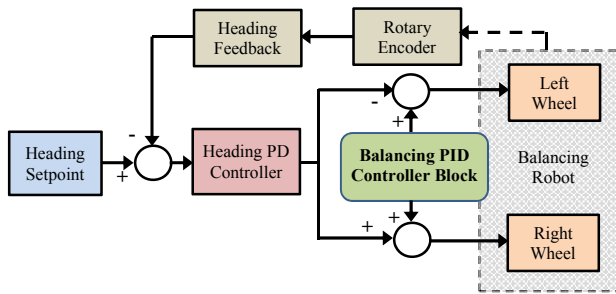 Heading
Feedback
Rotary
Encoder
Left
Wheel
-
-
+
Heading
Setpoint
+
Heading PD
Controller
Balancing PID
Controller Block
Balancing
Robot
+
+
Right
Wheel